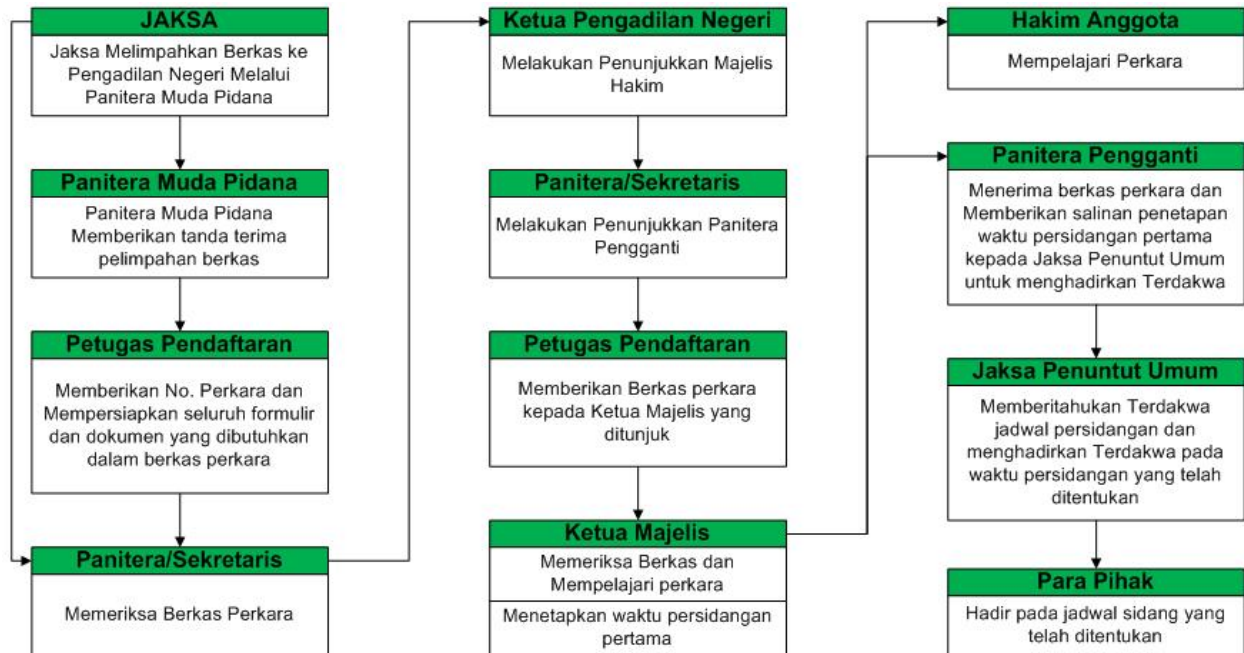 JAKSA
Jaksa Melimpahkan Berkas ke
Pengadilan Negeri Melalui
Panitera Muda Pidana
Panitera Muda Pidana
Panitera Muda Pidana
Memberikan tanda terima
pelimpahan berkas
Petugas Pendaftaran
Memberikan No. Perkara dan
Mempersiapkan seluruh formulir
dan dokumen yang dibutuhkan
dalam berkas perkara
Panitera/Sekretaris
Memeriksa Berkas Perkara
Ketua Pengadilan Negeri
Melakukan Penunjukkan Majelis
Hakim
Panitera/Sekretaris
Melakukan Penunjukkan Panitera
Pengganti
Petugas Pendaftaran
Memberikan Berkas perkara
kepada Ketua Majelis yang
ditunjuk
Ketua Majelis
Memeriksa Berkas dan
Mempelajari perkara
Menetapkan waktu persidangan
pertama
Hakim Anggota
Mempelajari Perkara
Panitera Pengganti
Menerima berkas perkara dan
Memberikan salinan penetapan
waktu persidangan pertama
kepada Jaksa Penuntut Umum
untuk menghadirkan Terdakwa
Jaksa Penuntut Umum
Memberitahukan Terdakwa
jadwal persidangan dan
menghadirkan Terdakwa pada
waktu persidangan yang telah
ditentukan
Para Pihak
Hadir pada jadwal sidang yang
telah ditentukan